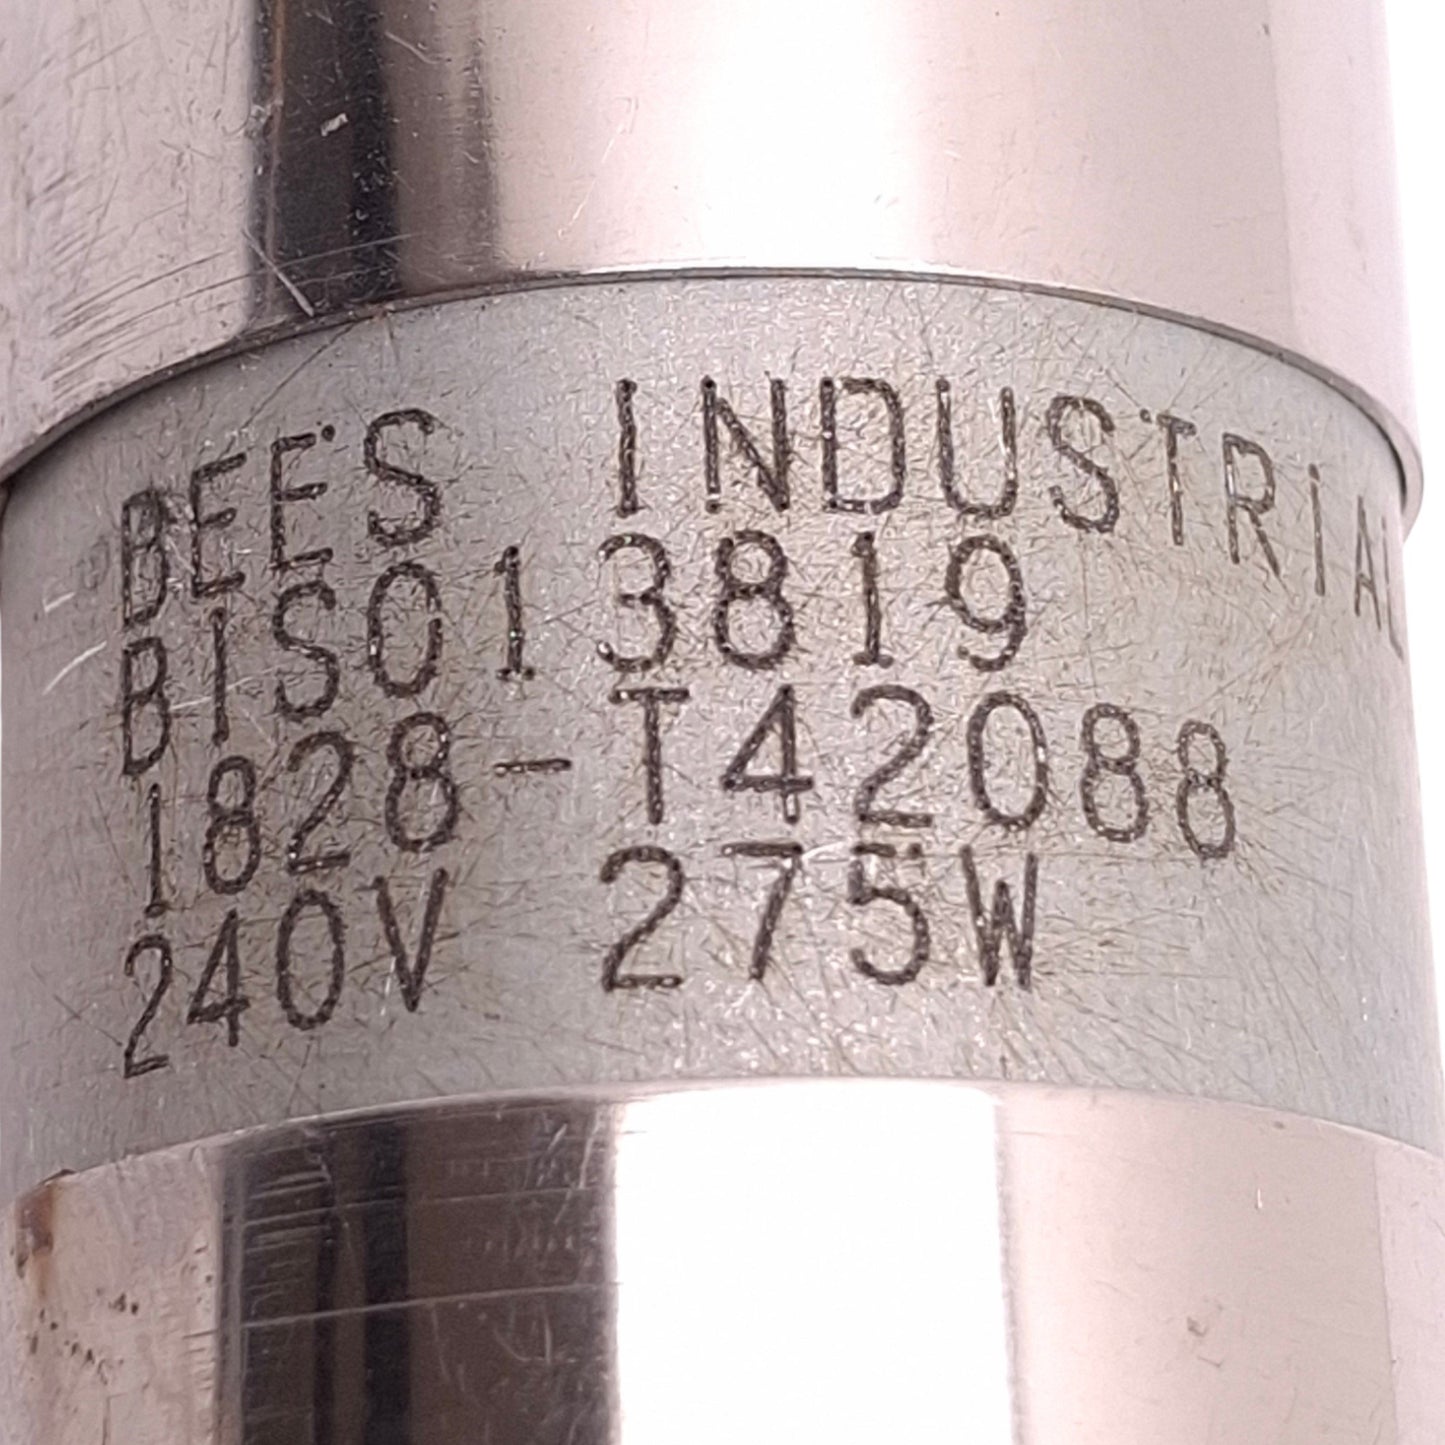 BEES INDUSTRIAL
BIS013819
1828-T42088
240V 275W